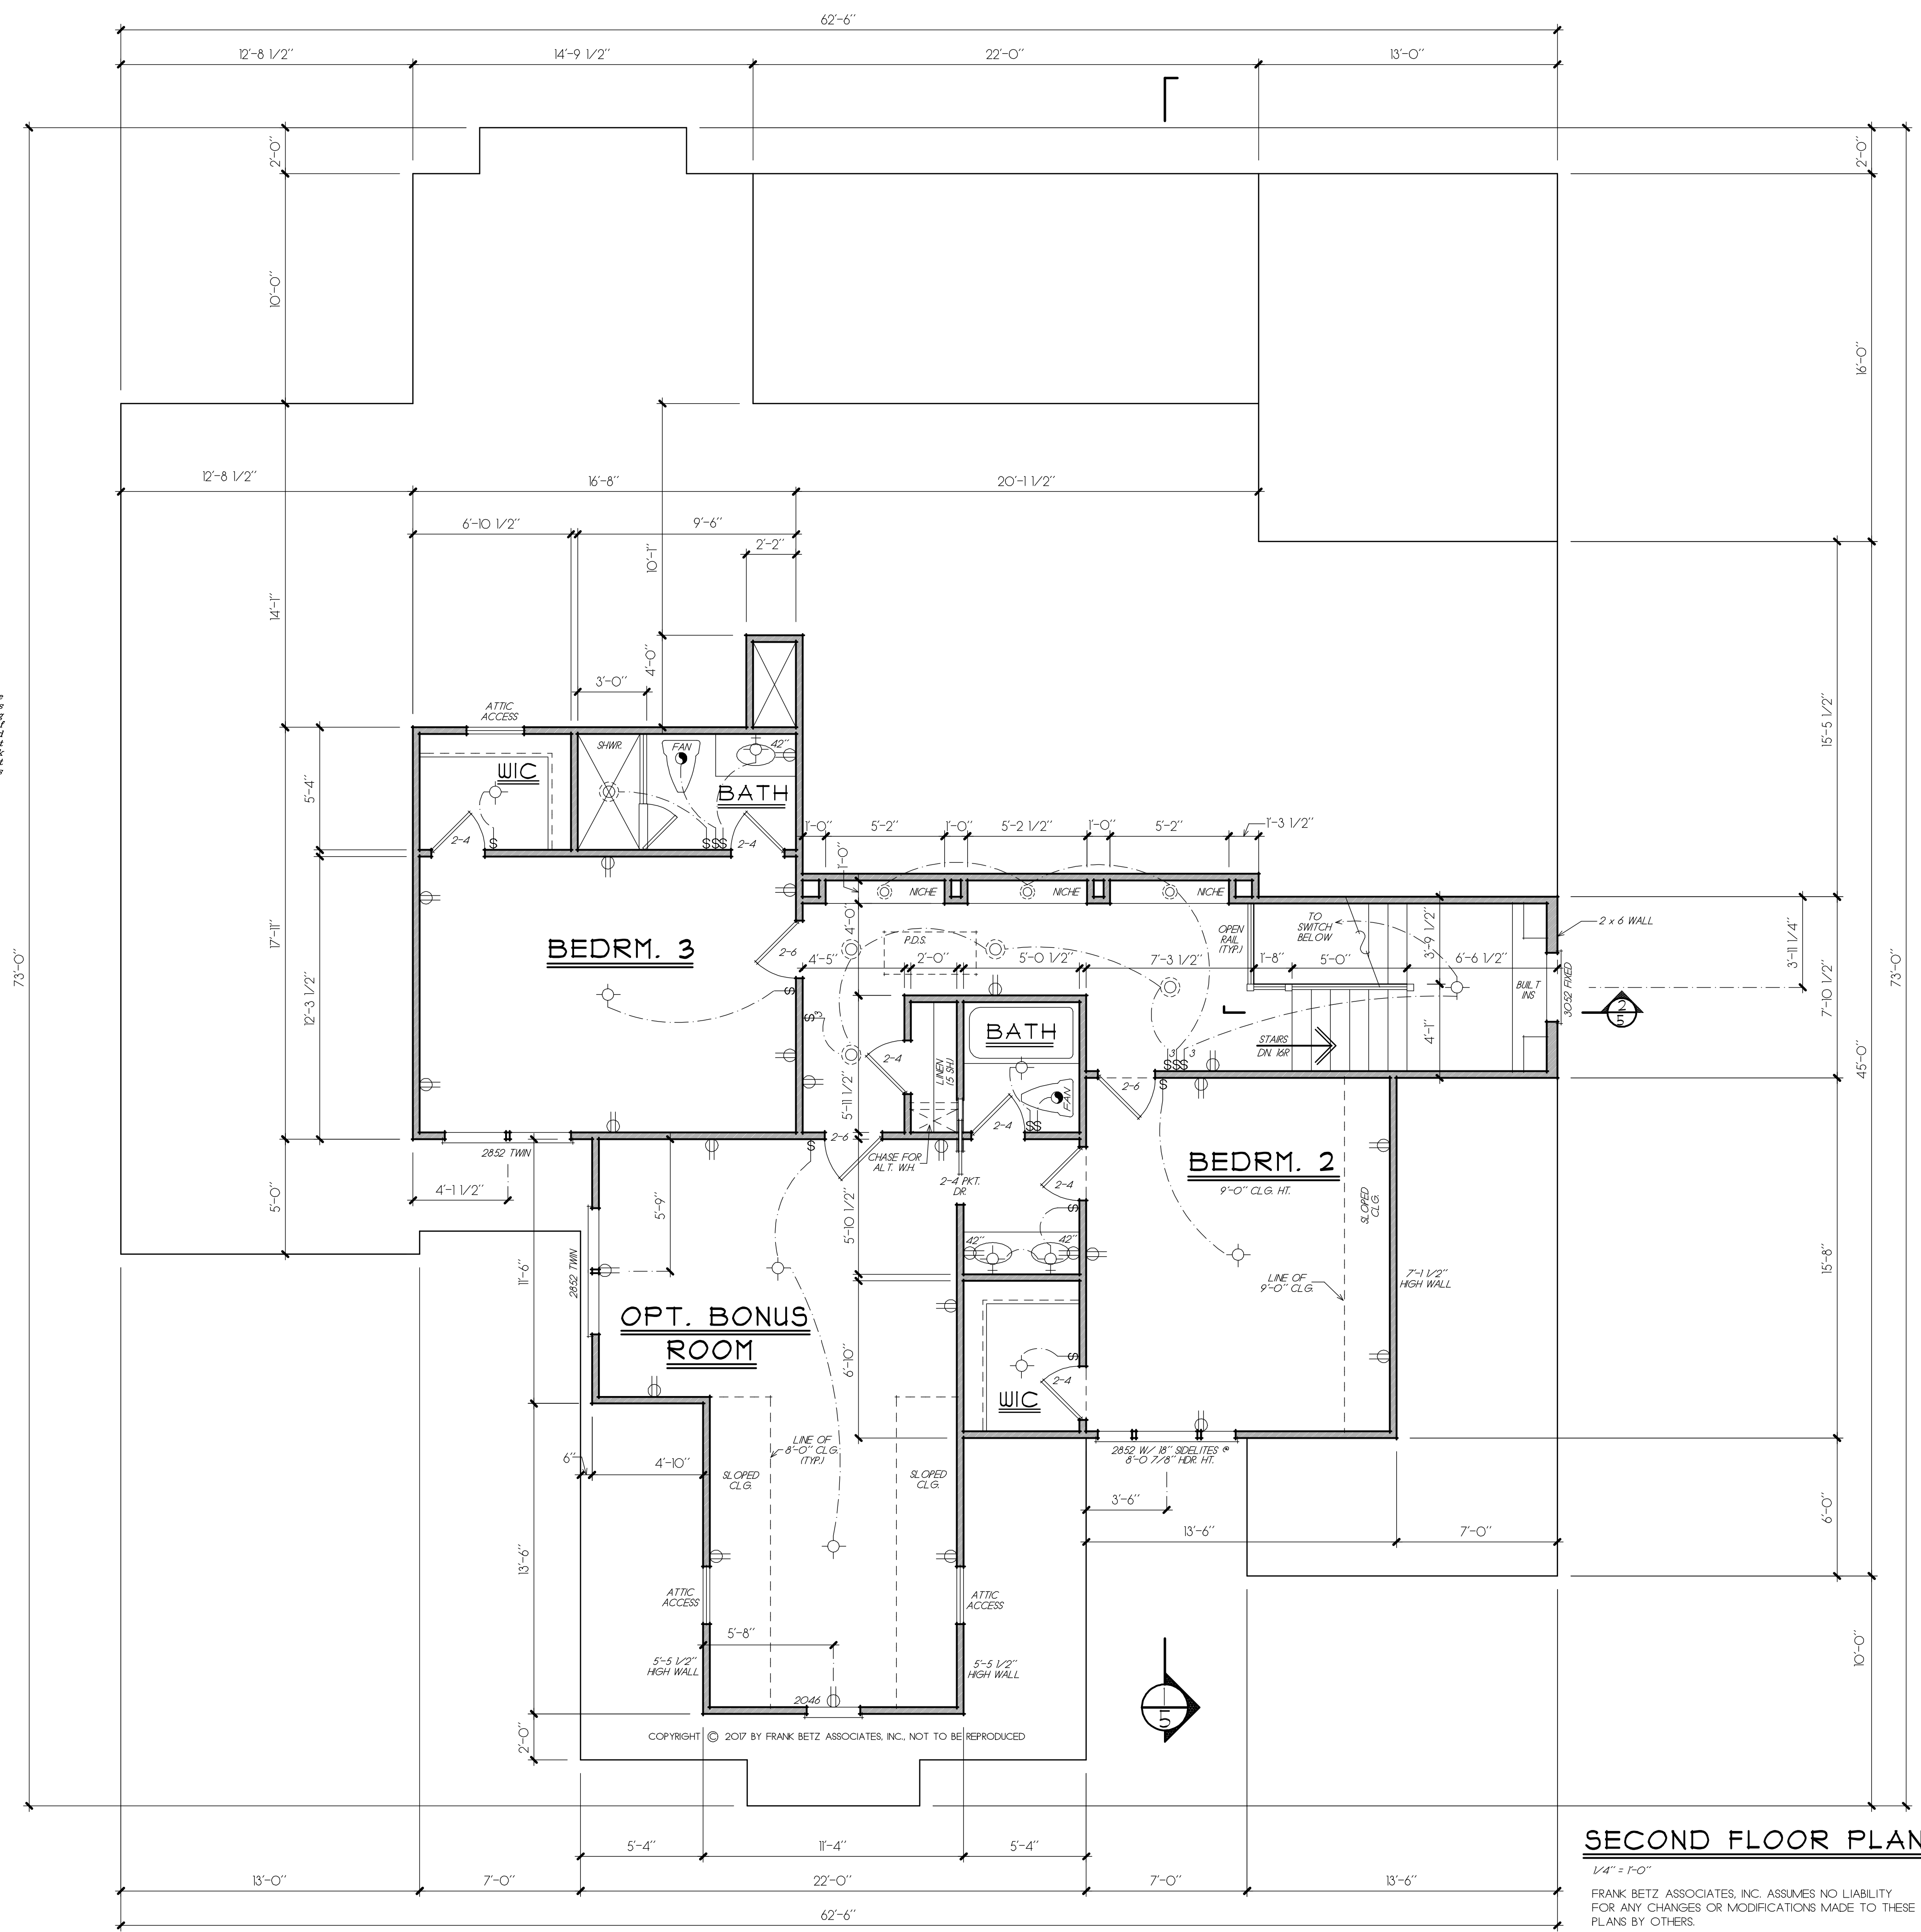 62'-6"
12'-8 1/2"
14'-9 1/2"
22'-0"
13'-0"
2'-0"
2'-0"
10'-0"
16'-0"
12'-8 1/2"
16'-8"
20'-1 1/2"
6'-10 1/2"
9'-6"
2'-2"
10'-1"
14'-1"
4'-0"
3'-0"
15'-5 1/2"
ATTIC
ACCESS
SHWR.
FAN
42"
WIC
BATH
5'-4"
2-4
$
$$$
2-4
1'-0"
5'-2"
1'-0"
5'-2 1/2"
1'-0"
5'-2"
1'-3 1/2"
1'-0"
NICHE
NICHE
NICHE
17'-11"
73'-0"
BEDRM. 3
2-6
4'-0"
P.D.S.
OPEN
RAIL
(TYP.)
TO
SWITCH
BELOW
3'-9 1/2"
2 x 6 WALL
3'-11 1/4"
73'-0"
4'-5"
2'-0"
5'-0 1/2"
7'-3 1/2"
1'-8"
5'-0"
6'-6 1/2"
12'-3 1/2"
$
BUILT
INS
3052 FIXED
7'-10 1/2"
2
5
$3
BATH
4'-1"
STAIRS
DN. 16R
3
3
$$$
45'-0"
2-4
LINEN
(5 SH.)
5'-11 1/2"
FAN
2-6
$
2-4
$$
2-6
$
2852 TWIN
CHASE FOR
ALT. W.H.
2-4 PKT.
DR.
2-4
BEDRM. 2
9'-0" CLG. HT.
SLOPED
CLG.
4'-1 1/2"
5'-0"
5'-9"
5'-10 1/2"
$
42"
42"
2852 TWIN
11'-6"
LINE OF
9'-0" CLG.
7'-1 1/2"
HIGH WALL
15'-8"
OPT. BONUS
ROOM
6'-10"
$
2-4
WIC
LINE OF
8'-0" CLG.
(TYP.)
2852 W/ 18" SIDELITES @
8'-0 7/8" HDR. HT.
6"
4'-10"
SLOPED
CLG.
SLOPED
CLG.
3'-6"
6'-0"
13'-6"
7'-0"
13'-6"
ATTIC
ACCESS
ATTIC
ACCESS
5'-8"
10'-0"
5'-5 1/2"
HIGH WALL
5'-5 1/2"
HIGH WALL
2046
1
5
2'-0"
COPYRIGHT © 2017 BY FRANK BETZ ASSOCIATES, INC., NOT TO BE REPRODUCED
5'-4"
11'-4"
5'-4"
SECOND FLOOR PLAN
1/4" = 1'-0"
13'-0"
7'-0"
22'-0"
7'-0"
13'-6"
62'-6"
FRANK BETZ ASSOCIATES, INC. ASSUMES NO LIABILITY
FOR ANY CHANGES OR MODIFICATIONS MADE TO THESE
PLANS BY OTHERS.